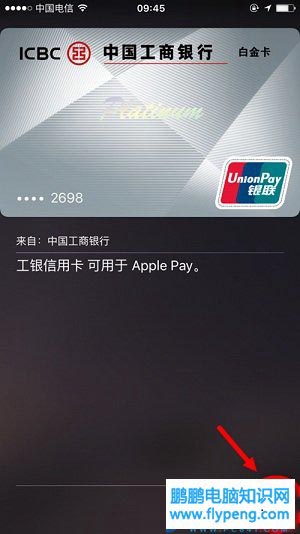 中国电信 09:45
ICBC 中国工商银行 白金卡
Platinum
UnionPay
银联
•••• 2698
来自：中国工商银行
工银信用卡 可用于 Apple Pay。
鹏鹏电脑知识网
www.flypeng.com